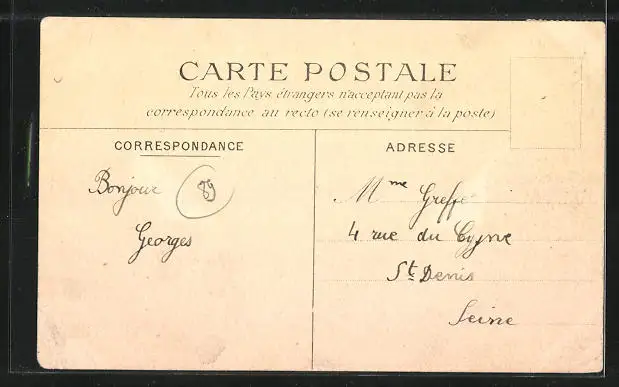 CARTE POSTALE
Tous les Pays étrangers n'acceptant pas la
correspondance au recto (se renseigner à la poste)
CORRESPONDANCE
ADRESSE
Bonjour
Georges
Mme Greffe
4 rue du Cygne
St Denis
Seine